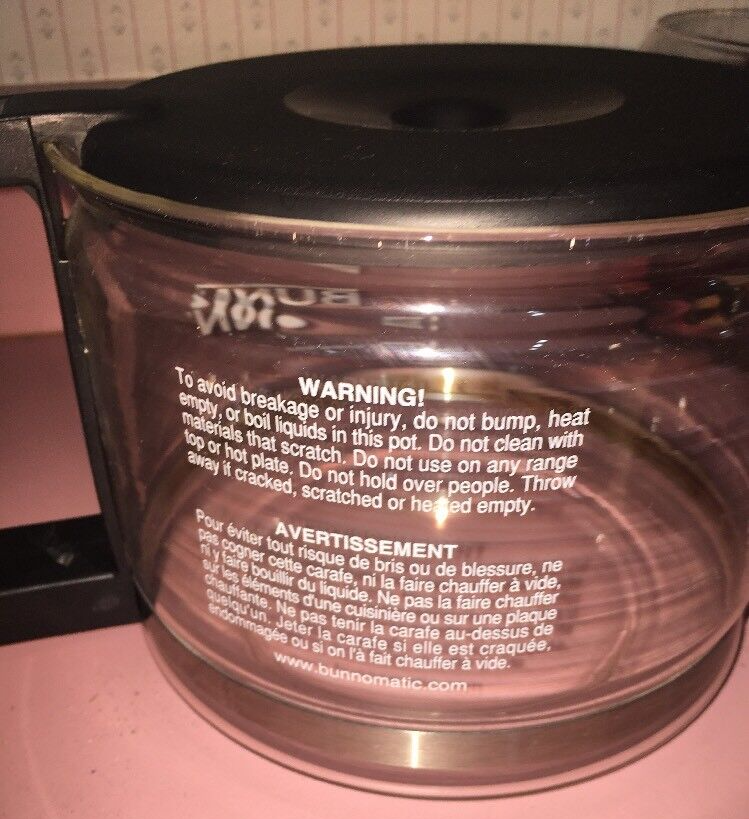 BUNN
WARNING!
To avoid breakage or injury, do not bump, heat
empty, or boil liquids in this pot. Do not clean with
materials that scratch. Do not use on any range
top or hot plate. Do not hold over people. Throw
away if cracked, scratched or heated empty.
AVERTISSEMENT
Pour éviter tout risque de bris ou de blessure, ne
pas cogner cette carafe, ni la faire chauffer à vide,
ni y faire bouillir du liquide. Ne pas la faire chauffer
sur les éléments d'une cuisinière ou sur une plaque
chauffante. Ne pas tenir la carafe au-dessus de
quelqu'un. Jeter la carafe si elle est craquée,
endommagée ou si on l'à fait chauffer à vide.
www.bunnomatic.com